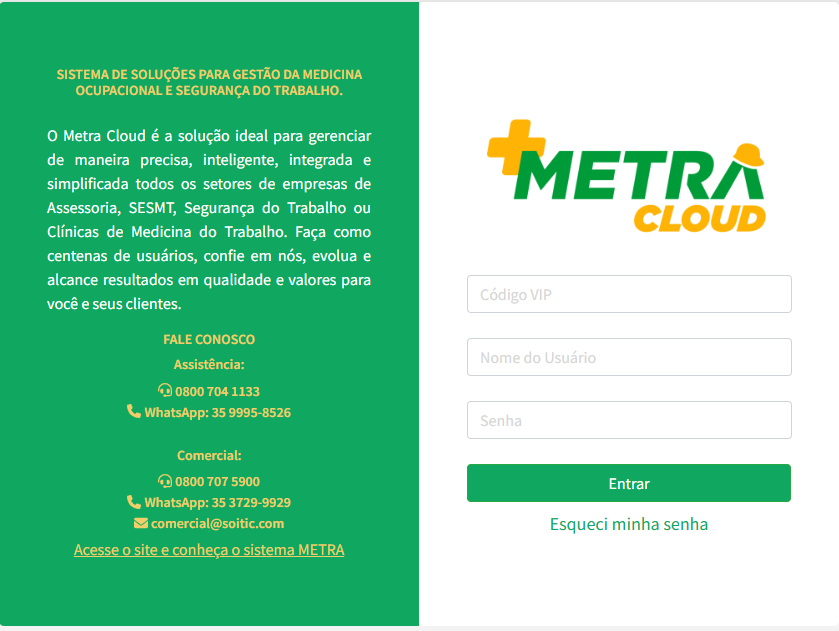 SISTEMA DE SOLUÇÕES PARA GESTÃO DA MEDICINA
OCUPACIONAL E SEGURANÇA DO TRABALHO.
O Metra Cloud é a solução ideal para gerenciar
de maneira precisa, inteligente, integrada e
simplificada todos os setores de empresas de
Assessoria, SESMT, Segurança do Trabalho ou
Clínicas de Medicina do Trabalho. Faça como
centenas de usuários, confie em nós, evolua e
alcance resultados em qualidade e valores para
você e seus clientes.
FALE CONOSCO
Assistência:
0800 704 1133
WhatsApp: 35 9995-8526
Comercial:
0800 707 5900
WhatsApp: 35 3729-9929
comercial@soitic.com
Acesse o site e conheça o sistema METRA
METRA
CLOUD
Código VIP
Nome do Usuário
Senha
Entrar
Esqueci minha senha